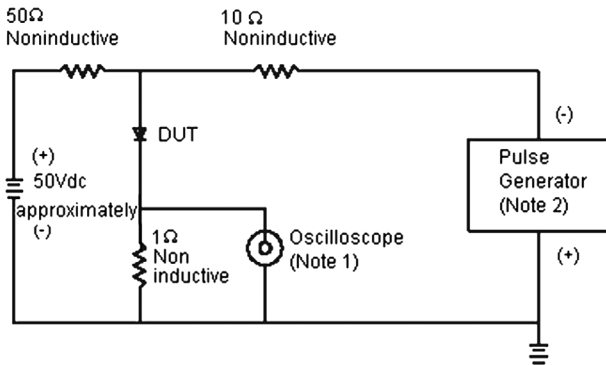 50Ω
Noninductive
10 Ω
Noninductive
DUT
(+)
50Vdc
approximately
(-)
1Ω
Non
inductive
Oscilloscope
(Note 1)
(-)
Pulse
Generator
(Note 2)
(+)